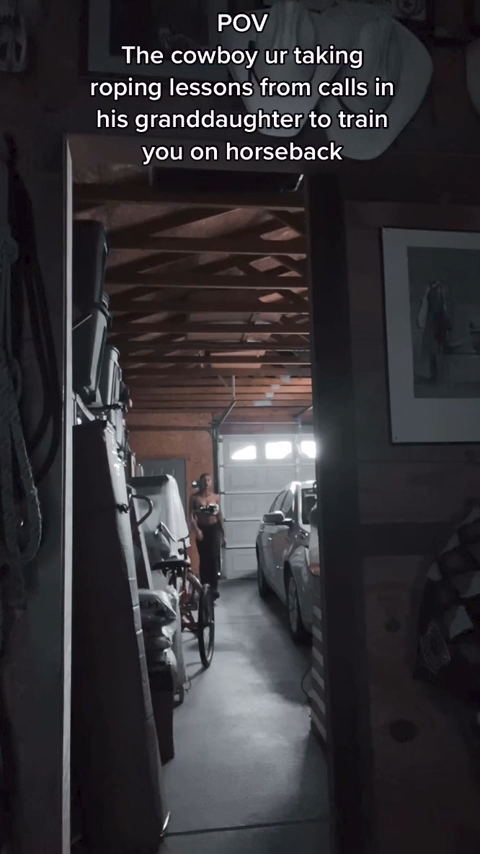 POV
The cowboy ur taking
roping lessons from calls in
his granddaughter to train
you on horseback